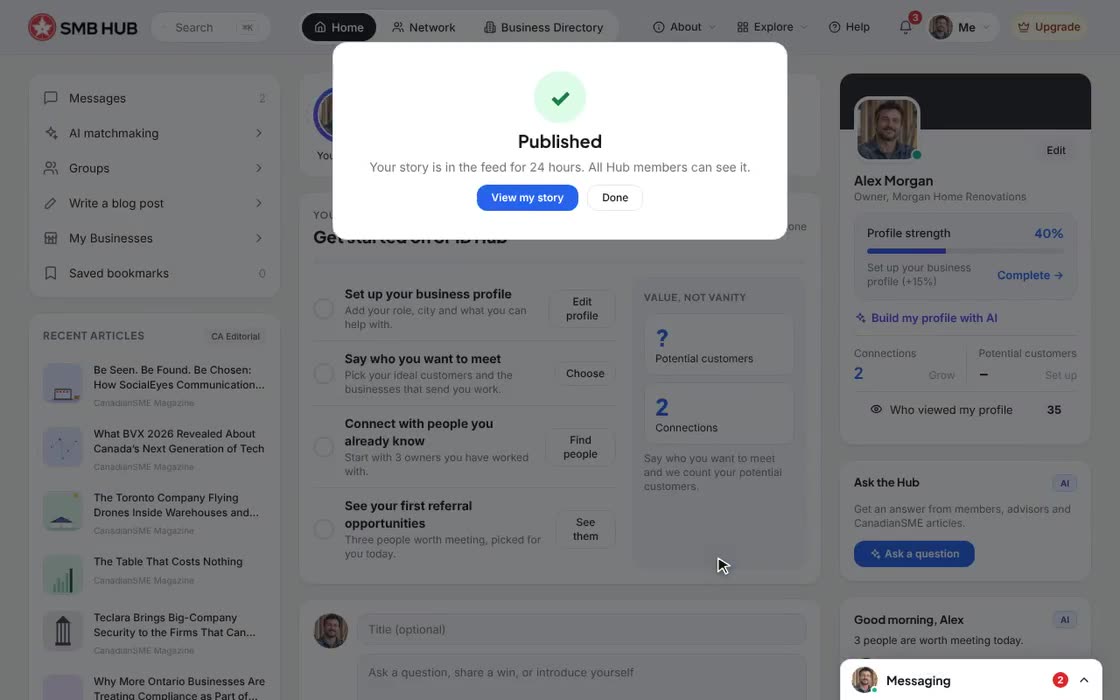 SMB HUB
Search
⌘K
Home
Network
Business Directory
About
Explore
Help
3
Me
Upgrade
Published
Your story is in the feed for 24 hours. All Hub members can see it.
View my story
Done
Messages
2
AI matchmaking
Groups
Write a blog post
My Businesses
Saved bookmarks
0
RECENT ARTICLES
CA Editorial
Be Seen. Be Found. Be Chosen:
How SocialEyes Communication...
CanadianSME Magazine
What BVX 2026 Revealed About
Canada's Next Generation of Tech
CanadianSME Magazine
The Toronto Company Flying
Drones Inside Warehouses and...
CanadianSME Magazine
The Table That Costs Nothing
CanadianSME Magazine
Teclara Brings Big-Company
Security to the Firms That Can...
CanadianSME Magazine
Why More Ontario Businesses Are
Treating Compliance as Part of...
Set up your business profile
Add your role, city and what you can
help with.
Edit
profile
Say who you want to meet
Pick your ideal customers and the
businesses that send you work.
Choose
Connect with people you
already know
Start with 3 owners you have worked
with.
Find
people
See your first referral
opportunities
Three people worth meeting, picked for
you today.
See
them
VALUE, NOT VANITY
?
Potential customers
2
Connections
Say who you want to meet
and we count your potential
customers.
Title (optional)
Ask a question, share a win, or introduce yourself
Edit
Alex Morgan
Owner, Morgan Home Renovations
Profile strength
40%
Set up your business
profile (+15%)
Complete →
Build my profile with AI
Connections
2
Grow
Potential customers
–
Set up
Who viewed my profile
35
Ask the Hub
AI
Get an answer from members, advisors and
CanadianSME articles.
Ask a question
Good morning, Alex
AI
3 people are worth meeting today.
Messaging
2